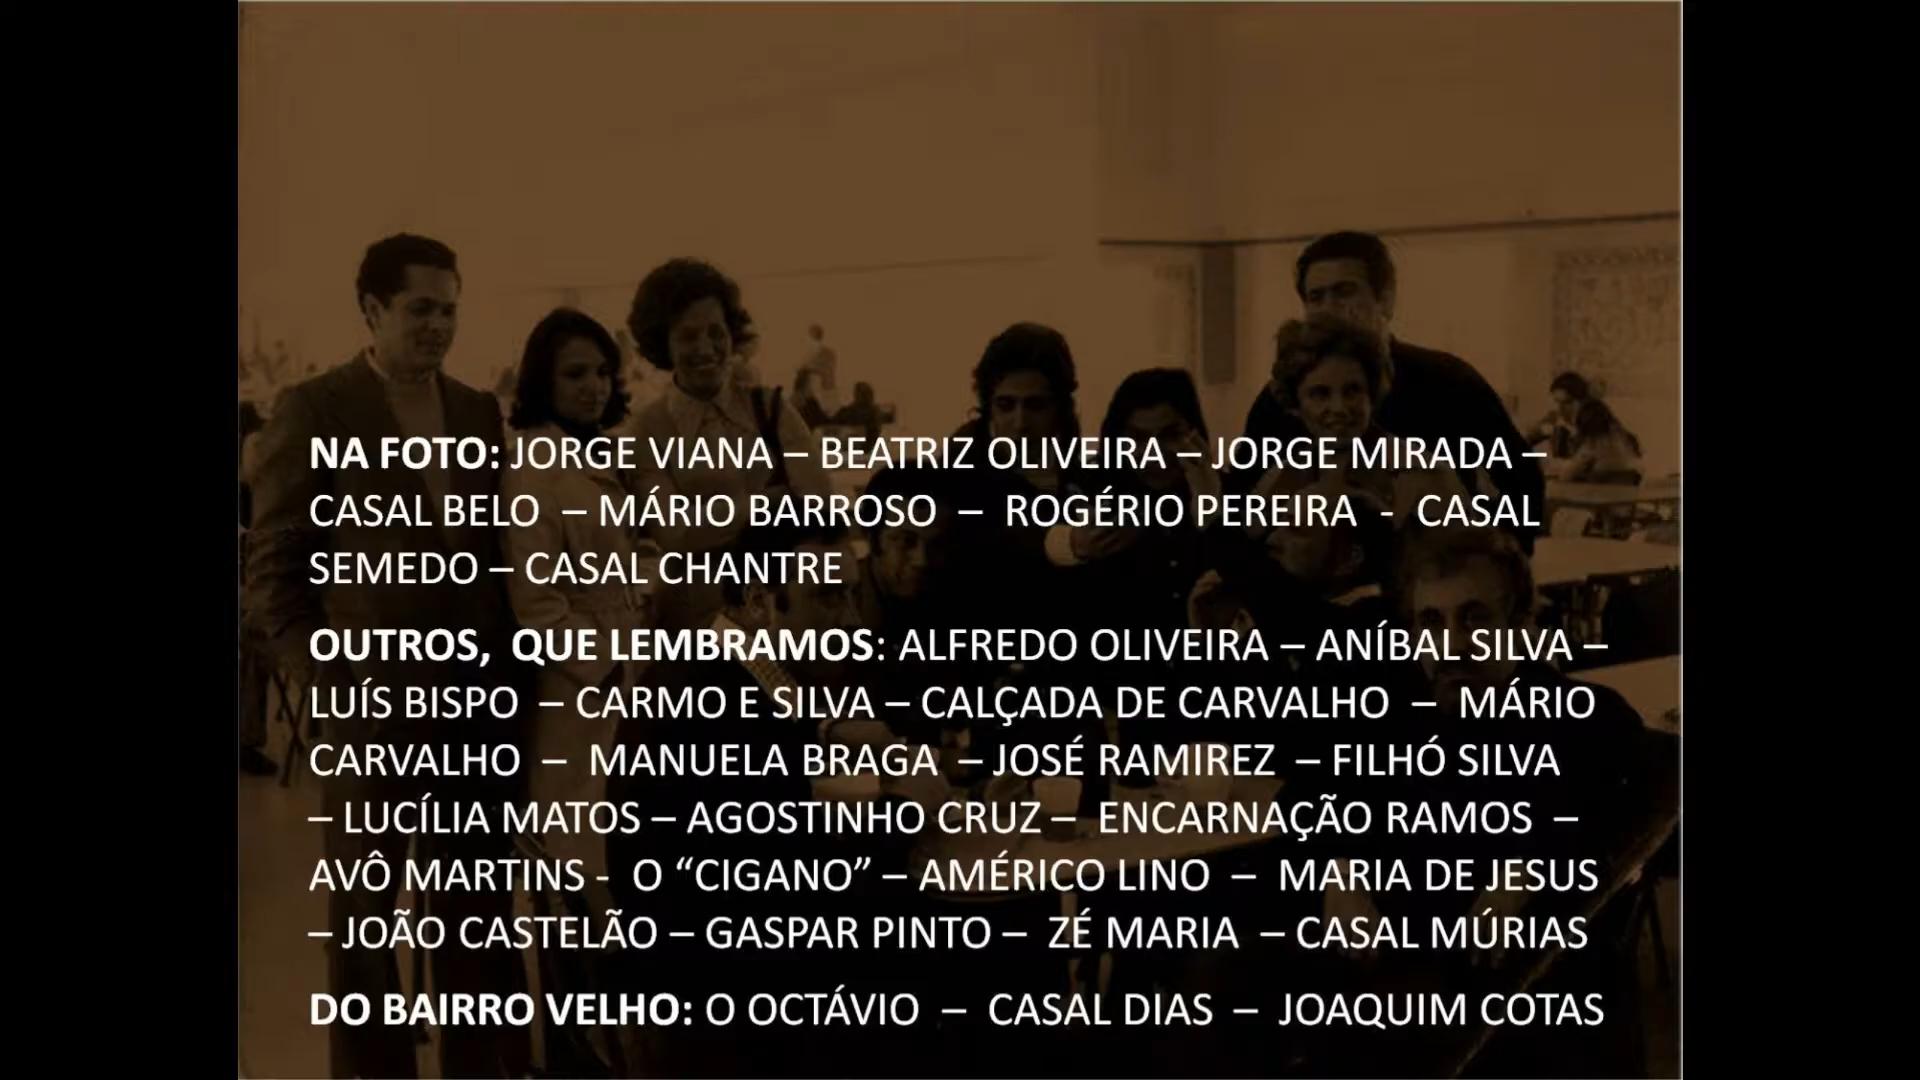 NA FOTO: JORGE VIANA – BEATRIZ OLIVEIRA – JORGE MIRADA –
CASAL BELO – MÁRIO BARROSO – ROGÉRIO PEREIRA - CASAL
SEMEDO – CASAL CHANTRE
OUTROS, QUE LEMBRAMOS: ALFREDO OLIVEIRA – ANÍBAL SILVA –
LUÍS BISPO – CARMO E SILVA – CALÇADA DE CARVALHO – MÁRIO
CARVALHO – MANUELA BRAGA – JOSÉ RAMIREZ – FILHÓ SILVA
– LUCÍLIA MATOS – AGOSTINHO CRUZ – ENCARNAÇÃO RAMOS –
AVÔ MARTINS - O “CIGANO” – AMÉRICO LINO – MARIA DE JESUS
– JOÃO CASTELÃO – GASPAR PINTO – ZÉ MARIA – CASAL MÚRIAS
DO BAIRRO VELHO: O OCTÁVIO – CASAL DIAS – JOAQUIM COTAS